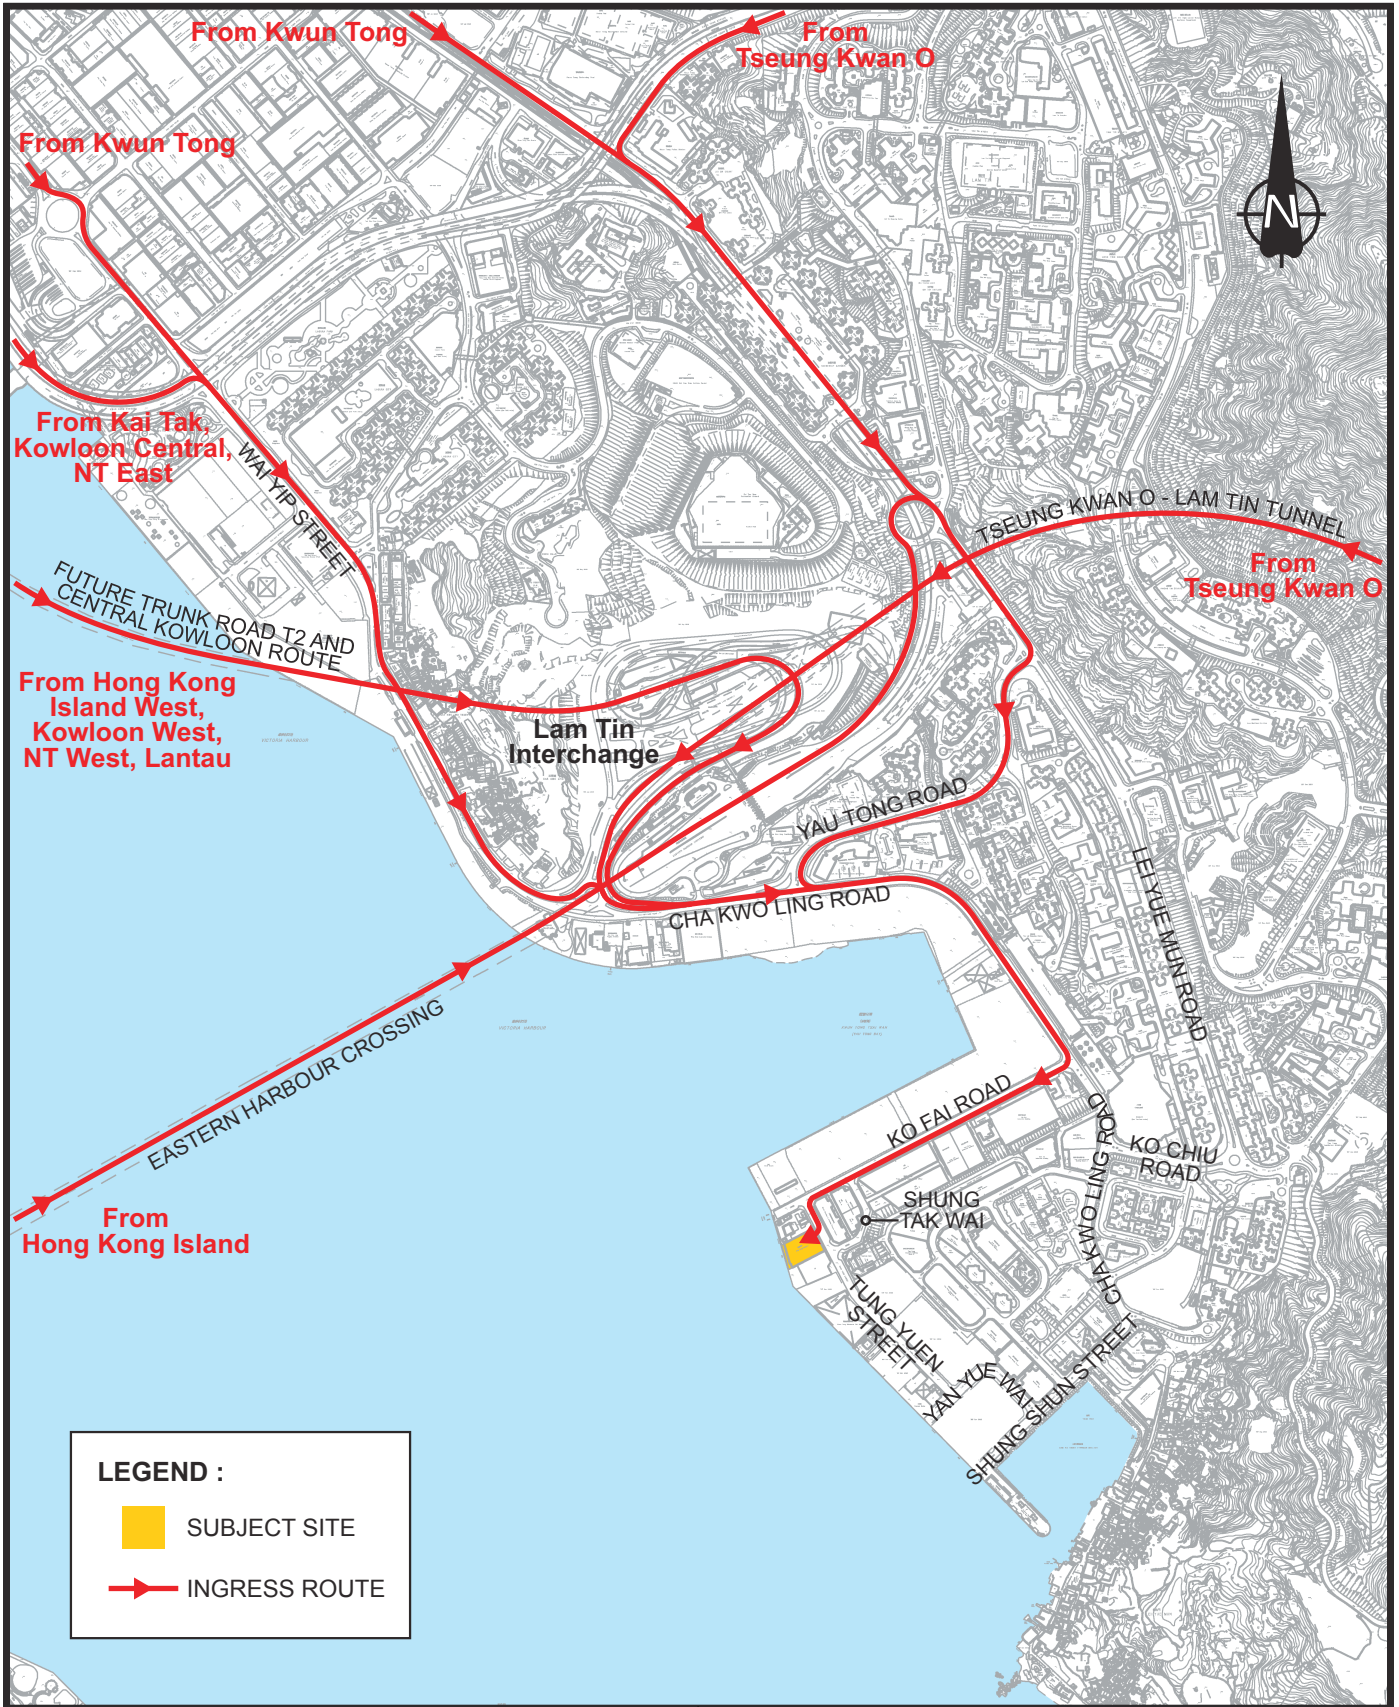 From Kwun Tong
From
Tseung Kwan O
From Kwun Tong
N
From Kai Tak,
Kowloon Central,
NT East
WAI YIP STREET
TSEUNG KWAN O - LAM TIN TUNNEL
From
Tseung Kwan O
FUTURE TRUNK ROAD T2 AND
CENTRAL KOWLOON ROUTE
From Hong Kong
Island West,
Kowloon West,
NT West, Lantau
Lam Tin
Interchange
YAU TONG ROAD
LEI YUE MUN ROAD
CHA KWO LING ROAD
EASTERN HARBOUR CROSSING
KO FAI ROAD
CHA KWO LING ROAD
KO CHIU
ROAD
SHUNG
TAK WAI
From
Hong Kong Island
TUNG YUEN
STREET
YAN YUE WAI
SHUNG SHUN STREET
LEGEND :
SUBJECT SITE
INGRESS ROUTE